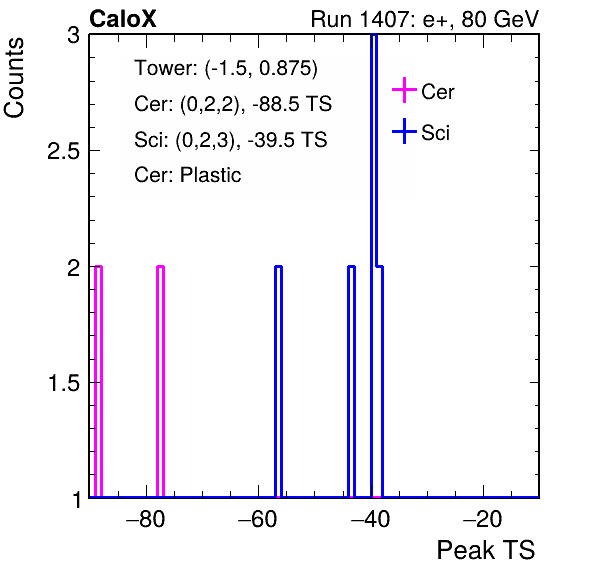 CaloX Run 1407: e+, 80 GeV
Counts
3
2.5
2
1.5
1
Tower: (-1.5, 0.875)
Cer: (0,2,2), -88.5 TS
Sci: (0,2,3), -39.5 TS
Cer: Plastic
Cer
Sci
−80 −60 −40 −20
Peak TS